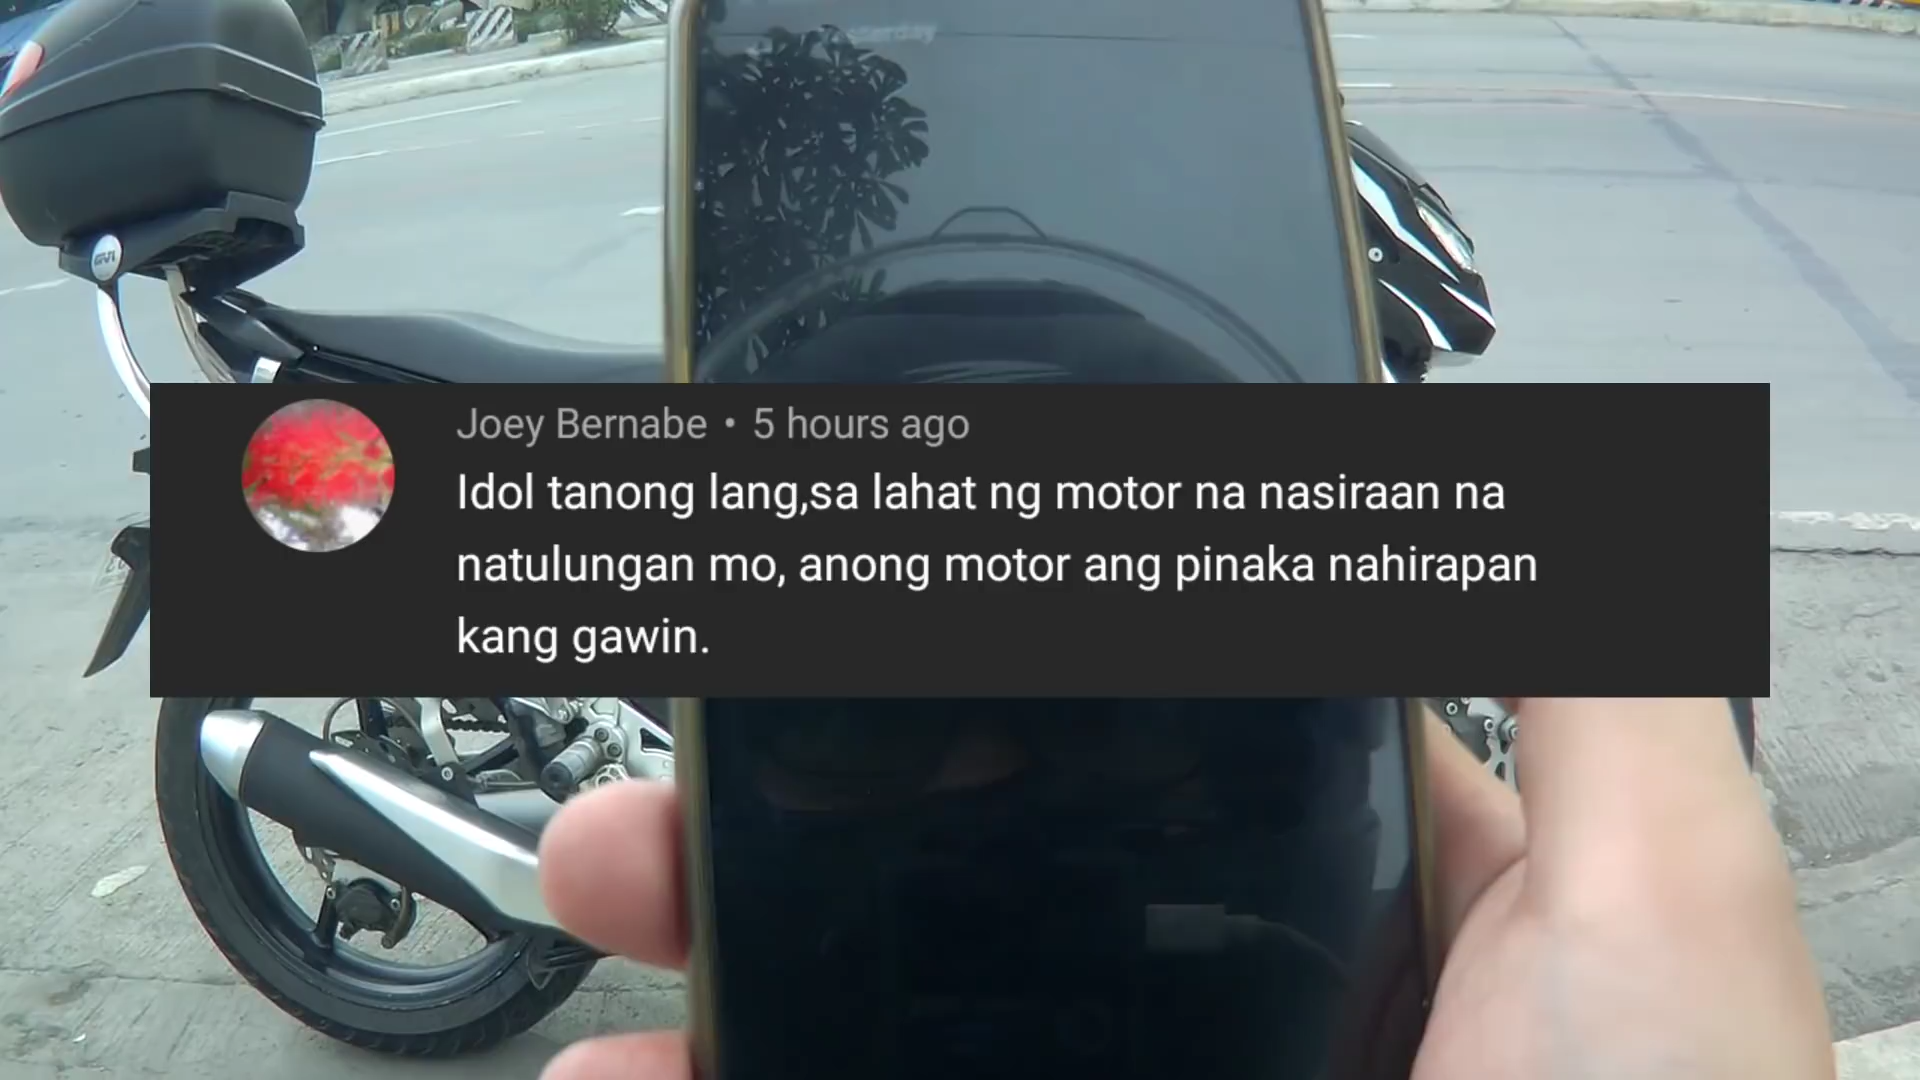 Joey Bernabe • 5 hours ago
Idol tanong lang,sa lahat ng motor na nasiraan na
natulungan mo, anong motor ang pinaka nahirapan
kang gawin.
GIVI